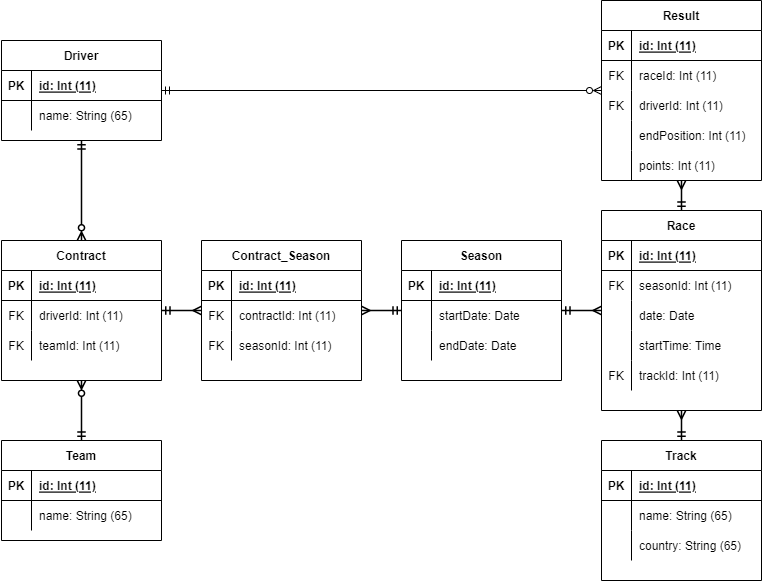 Driver
PK id: Int (11)
name: String (65)
Result
PK id: Int (11)
FK raceId: Int (11)
FK driverId: Int (11)
endPosition: Int (11)
points: Int (11)
Contract
PK id: Int (11)
FK driverId: Int (11)
FK teamId: Int (11)
Contract_Season
PK id: Int (11)
FK contractId: Int (11)
FK seasonId: Int (11)
Season
PK id: Int (11)
startDate: Date
endDate: Date
Race
PK id: Int (11)
FK seasonId: Int (11)
date: Date
startTime: Time
FK trackId: Int (11)
Team
PK id: Int (11)
name: String (65)
Track
PK id: Int (11)
name: String (65)
country: String (65)